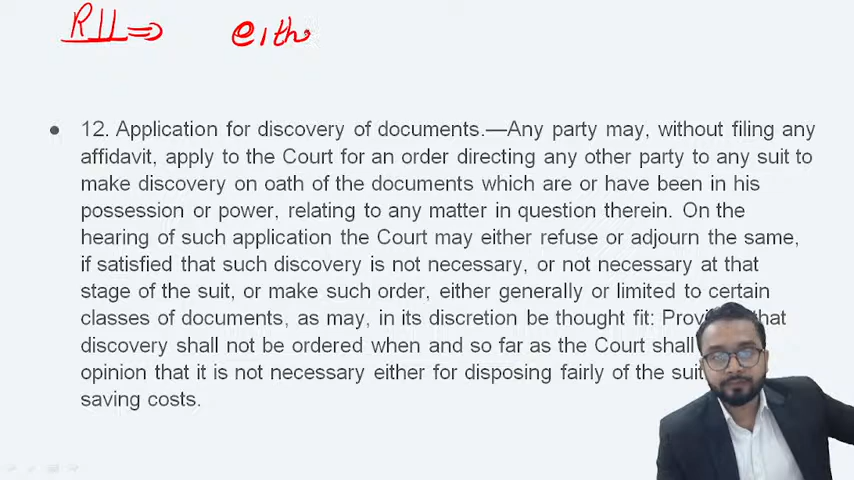 R11 ⇒ eithe
• 12. Application for discovery of documents.—Any party may, without filing any
affidavit, apply to the Court for an order directing any other party to any suit to
make discovery on oath of the documents which are or have been in his
possession or power, relating to any matter in question therein. On the
hearing of such application the Court may either refuse or adjourn the same,
if satisfied that such discovery is not necessary, or not necessary at that
stage of the suit, or make such order, either generally or limited to certain
classes of documents, as may, in its discretion be thought fit: that
discovery shall not be ordered when and so far as the Court shall
opinion that it is not necessary either for disposing fairly of the suit
saving costs.